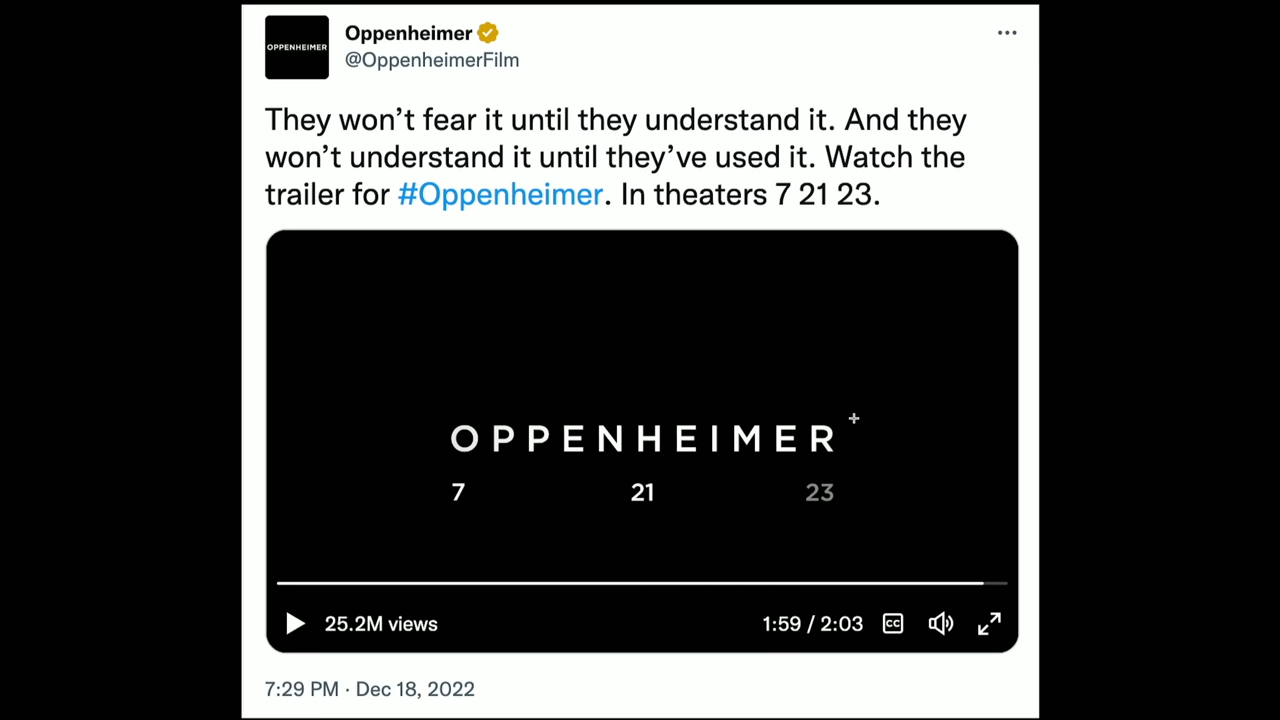 OPPENHEIMER
Oppenheimer
@OppenheimerFilm
They won’t fear it until they understand it. And they
won’t understand it until they’ve used it. Watch the
trailer for #Oppenheimer. In theaters 7 21 23.
OPPENHEIMER
7 21 23
25.2M views 1:59 / 2:03 CC
7:29 PM · Dec 18, 2022